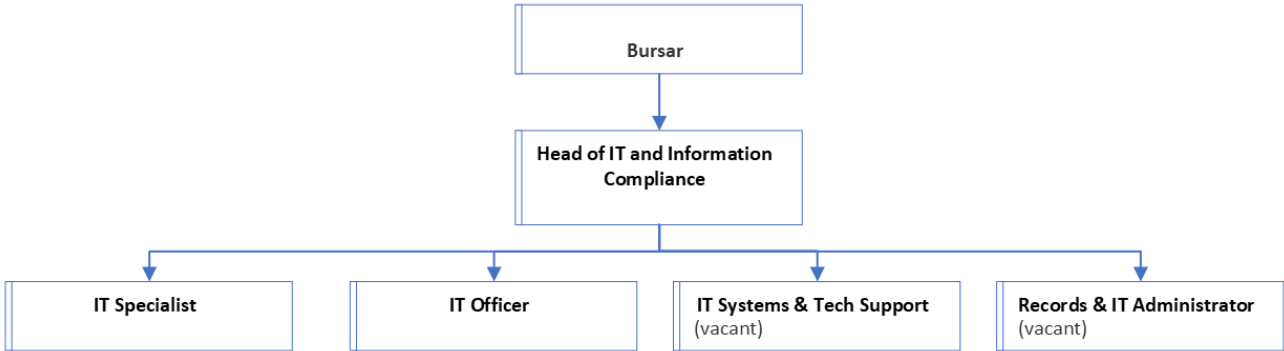 Bursar
Head of IT and Information
Compliance
IT Specialist
IT Officer
IT Systems & Tech Support
(vacant)
Records & IT Administrator
(vacant)